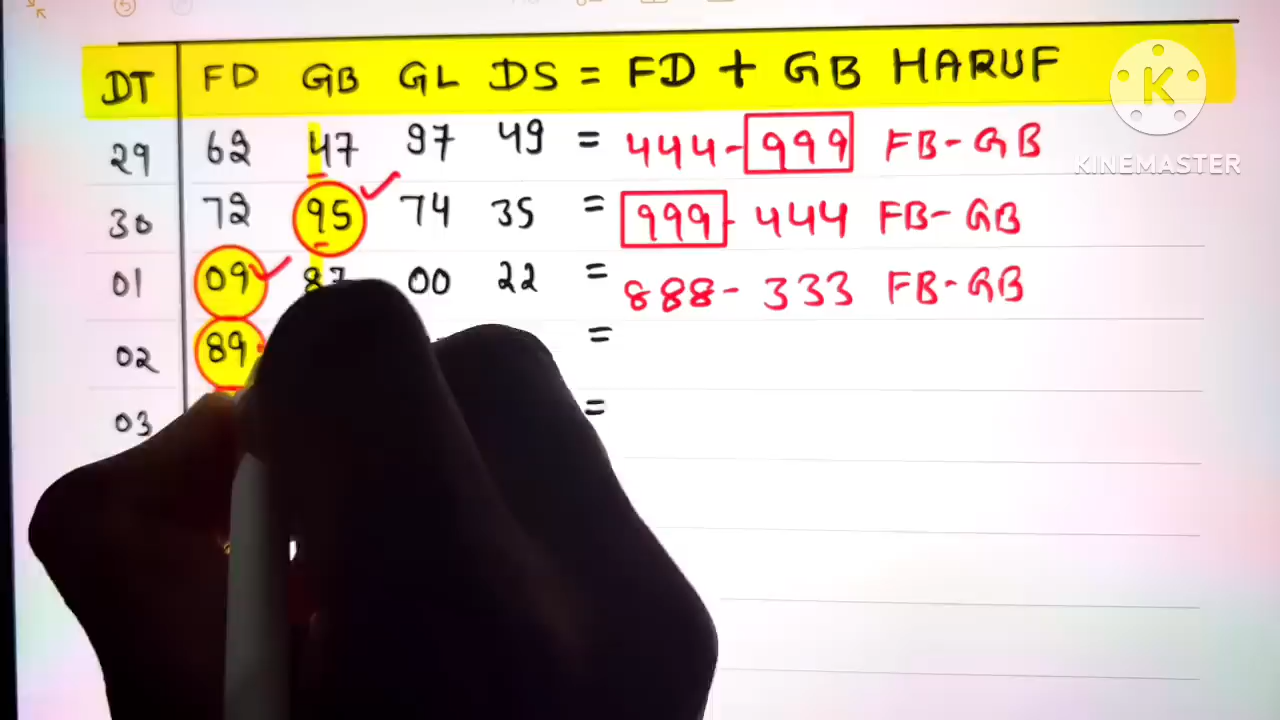 DT FD GB GL DS = FD + GB HARUF
29 62 47 97 49 = 444- 999 FB-GB
30 72 95 74 35 = 999- 444 FB-GB
01 09 00 22 = 888- 333 FB-GB
02 89 =
03 =
KINEMASTER